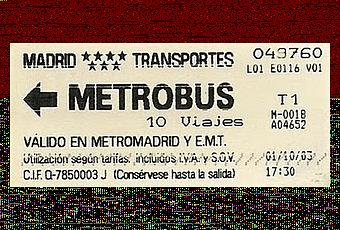 MADRID TRANSPORTES 043760
L01 E0116 V01
METROBUS T1
10 Viajes M-001B
A04652
VÁLIDO EN METROMADRID Y E.M.T.
Utilización según tarifas. incluidos I.V.A. y S.O.V. 01/10/03
C.I.F. Q-7850003 J (Consérvese hasta la salida) 17:30